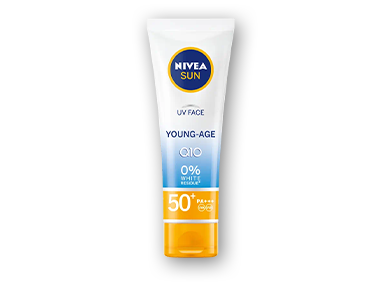 NIVEA
SUN
UV FACE
YOUNG-AGE
Q10
0%
WHITE
RESIDUE*
50+ PA+++